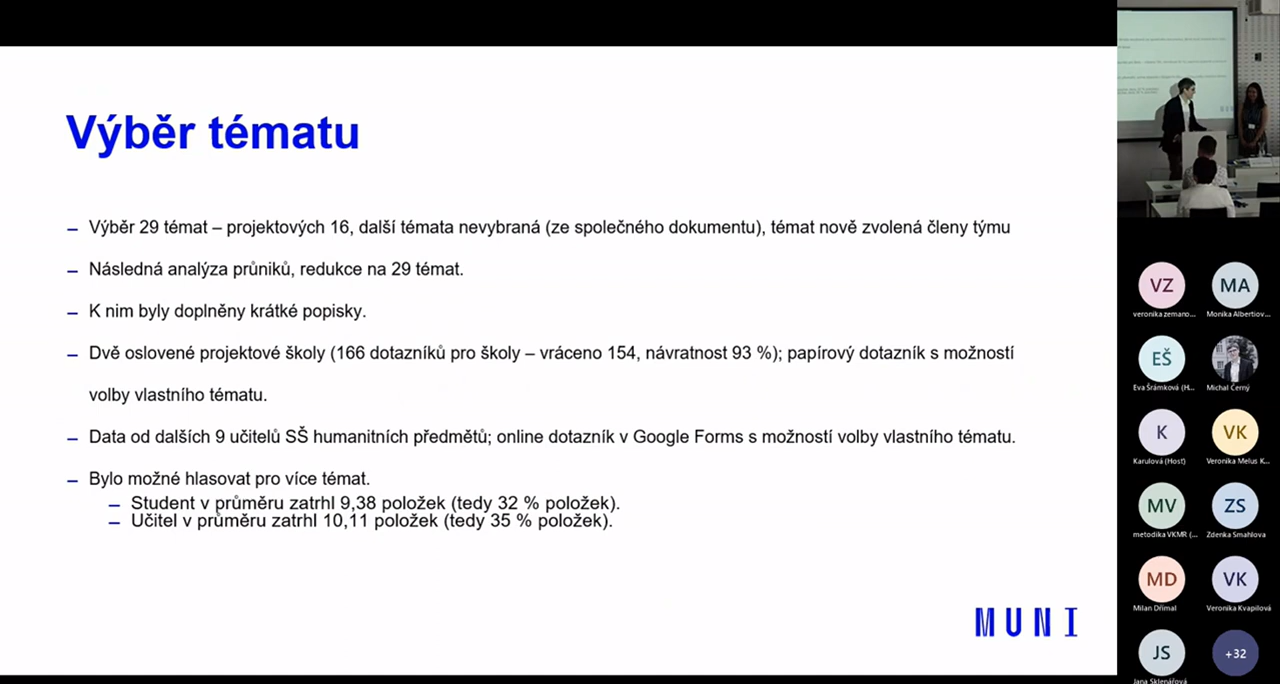 Výběr tématu
– Výběr 29 témat – projektových 16, další témata nevybraná (ze společného dokumentu), témat nově zvolená členy týmu
– Následná analýza průniků, redukce na 29 témat.
– K nim byly doplněny krátké popisky.
– Dvě oslovené projektové školy (166 dotazníků pro školy – vráceno 154, návratnost 93 %); papírový dotazník s možností
volby vlastního tématu.
– Data od dalších 9 učitelů SŠ humanitních předmětů; online dotazník v Google Forms s možností volby vlastního tématu.
– Bylo možné hlasovat pro více témat.
– Student v průměru zatrhl 9,38 položek (tedy 32 % položek).
– Učitel v průměru zatrhl 10,11 položek (tedy 35 % položek).
MUNI
VZ
veronika zemano...
MA
Monika Albertiov...
EŠ
Eva Šrámková (H...
Michal Černý
K
Karulová (Host)
VK
Veronika Melus K...
MV
metodika VKMR (...
ZS
Zdenka Smahlova
MD
Milan Dřímal
VK
Veronika Kvapilová
JS
Jana Sklenářová
+32